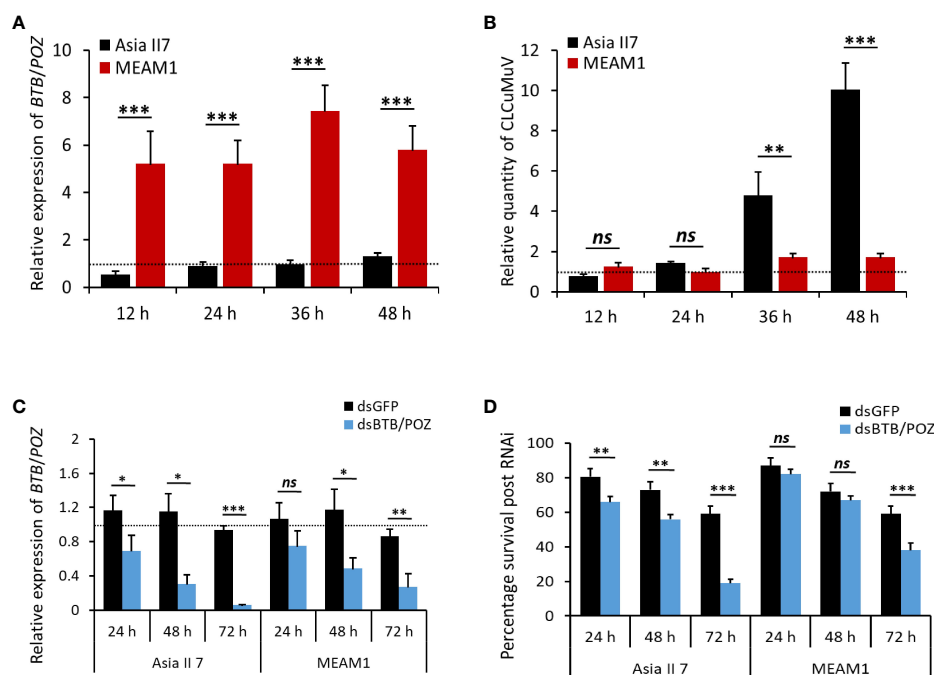 A
Relative expression of BTB/POZ
10
8
6
4
2
0
Asia II7
MEAM1
***
***
***
***
12 h 24 h 36 h 48 h
B
Relative quantity of CLCuMuV
12
10
8
6
4
2
0
Asia II7
MEAM1
ns
ns
**
***
12 h 24 h 36 h 48 h
C
dsGFP
dsBTB/POZ
Relative expression of BTB/POZ
2
1.6
1.2
0.8
0.4
0
* * *** ns * **
24 h 48 h 72 h 24 h 48 h 72 h
Asia II 7 MEAM1
D
dsGFP
dsBTB/POZ
Percentage survival post RNAi
100
80
60
40
20
0
** ** *** ns ns ***
24 h 48 h 72 h 24 h 48 h 72 h
Asia II 7 MEAM1